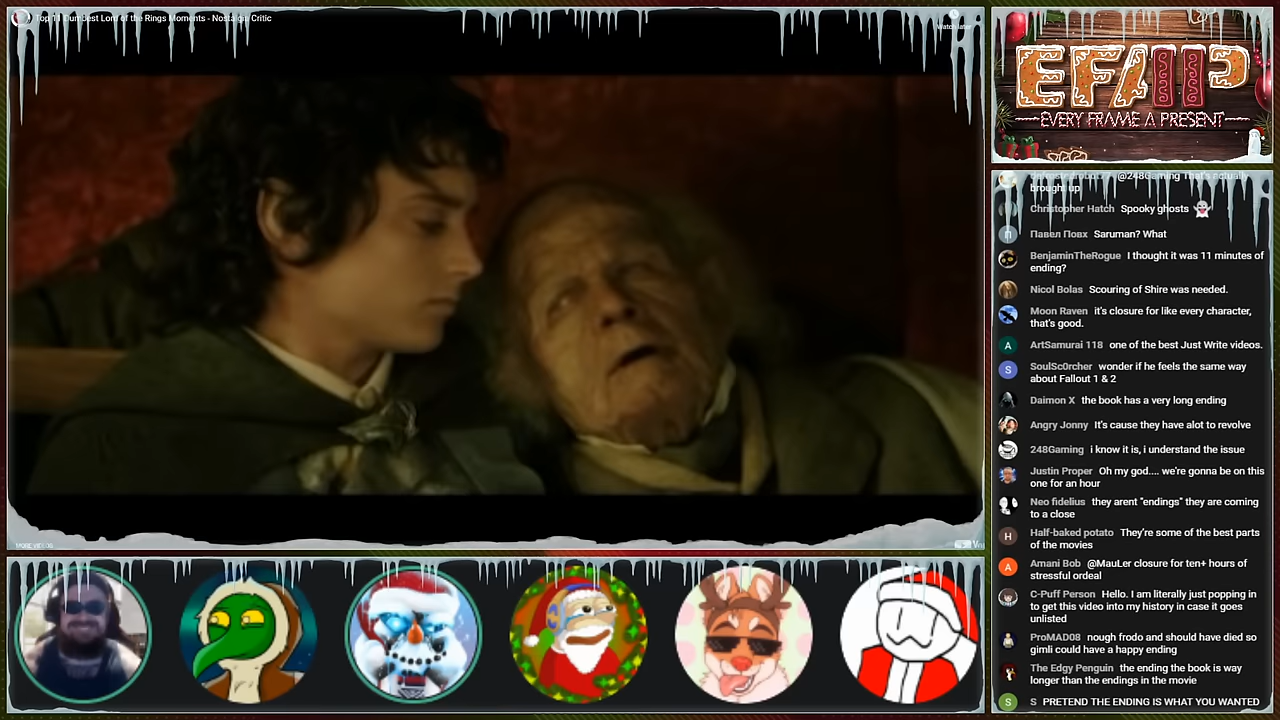 Top 11 Dumbest Lord of the Rings Moments - Nostalgia Critic
Watch later
MORE VIDEOS
EFAP
EVERY FRAME A PRESENT
@248Gaming That's actually
brought up
Christopher Hatch Spooky ghosts
Павел Повх Saruman? What
BenjaminTheRogue I thought it was 11 minutes of
ending?
Nicol Bolas Scouring of Shire was needed.
Moon Raven it's closure for like every character,
that's good.
A ArtSamurai 118 one of the best Just Write videos.
S SoulSc0rcher wonder if he feels the same way
about Fallout 1 & 2
Daimon X the book has a very long ending
Angry Jonny It's cause they have alot to revolve
248Gaming i know it is, i understand the issue
Justin Proper Oh my god.... we're gonna be on this
one for an hour
Neo fidelius they arent "endings" they are coming
to a close
H Half-baked potato They're some of the best parts
of the movies
A Amani Bob @MauLer closure for ten+ hours of
stressful ordeal
C-Puff Person Hello. I am literally just popping in
to get this video into my history in case it goes
unlisted
ProMAD08 nough frodo and should have died so
gimli could have a happy ending
The Edgy Penguin the ending the book is way
longer than the endings in the movie
S S PRETEND THE ENDING IS WHAT YOU WANTED